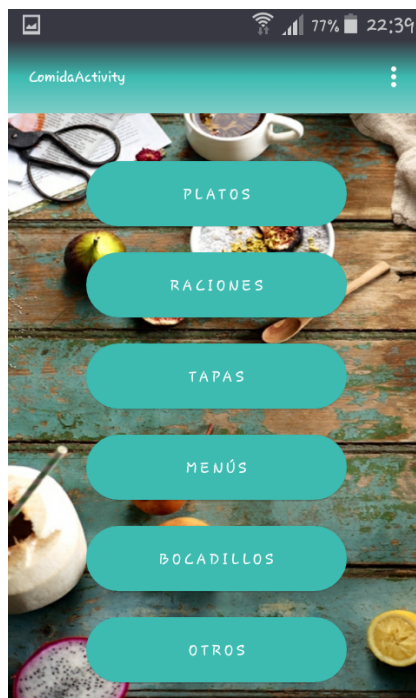 77% 22:39
ComidaActivity
PLATOS
RACIONES
TAPAS
MENÚS
BOCADILLOS
OTROS